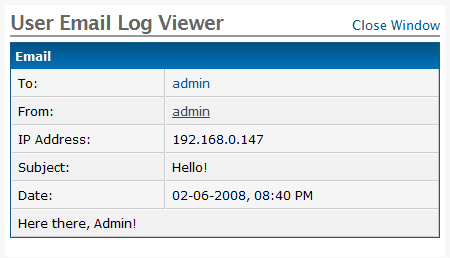 User Email Log Viewer Close Window
Email
To: admin
From: admin
IP Address: 192.168.0.147
Subject: Hello!
Date: 02-06-2008, 08:40 PM
Here there, Admin!